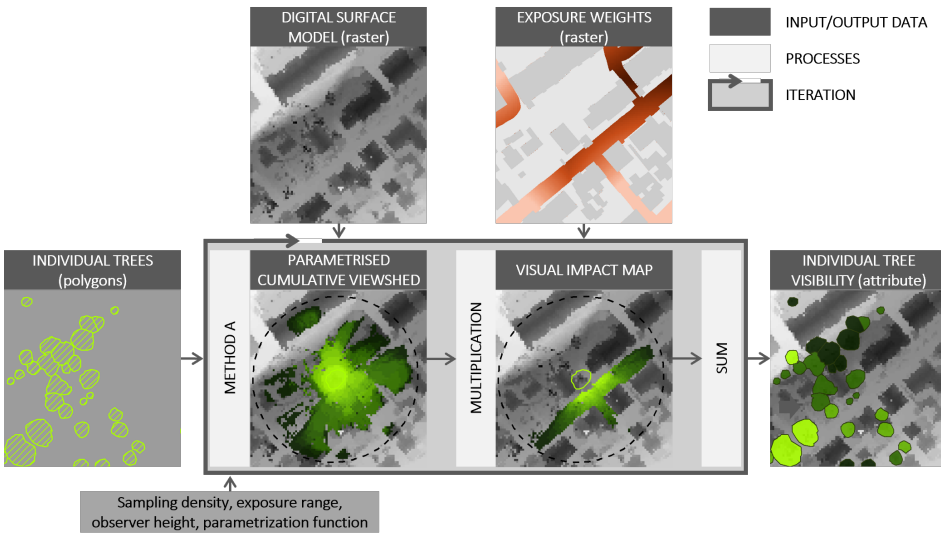 DIGITAL SURFACE
MODEL (raster)
EXPOSURE WEIGHTS
(raster)
INPUT/OUTPUT DATA
PROCESSES
ITERATION
INDIVIDUAL TREES
(polygons)
METHOD A
PARAMETRISED
CUMULATIVE VIEWSHED
MULTIPLICATION
VISUAL IMPACT MAP
SUM
INDIVIDUAL TREE
VISIBILITY (attribute)
Sampling density, exposure range,
observer height, parametrization function